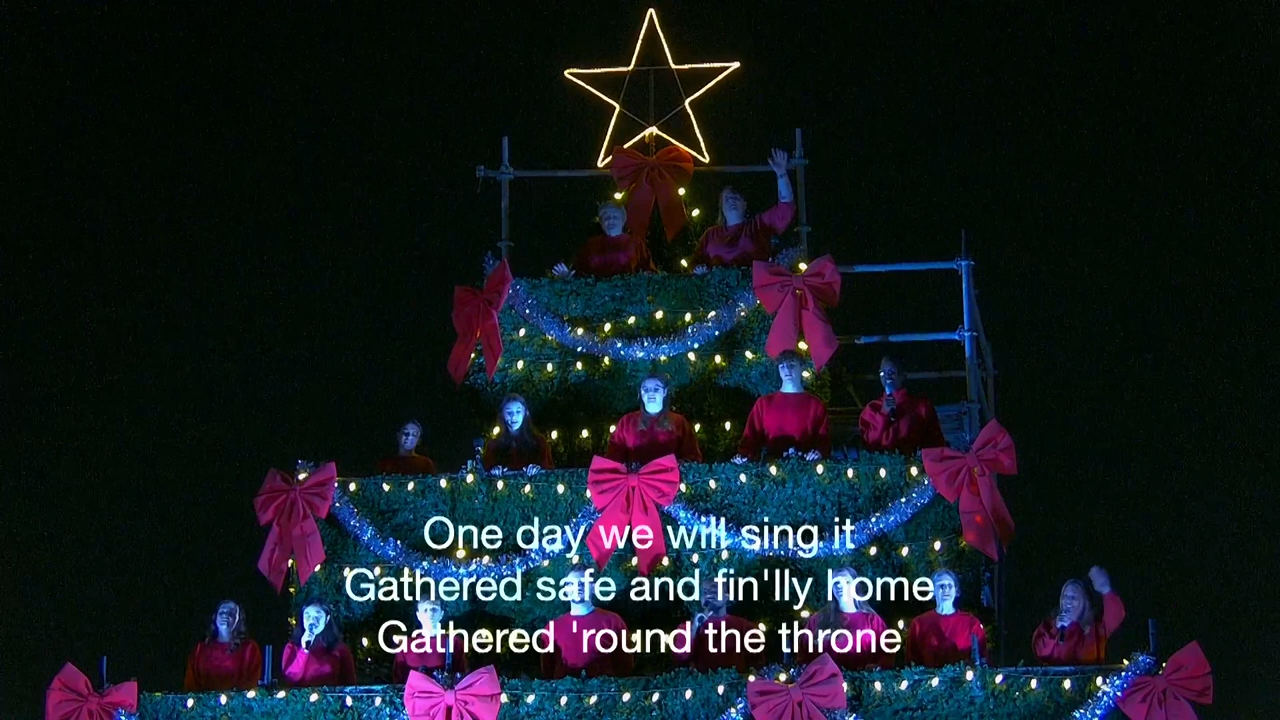 One day we will sing it
Gathered safe and fin'lly home
Gathered 'round the throne